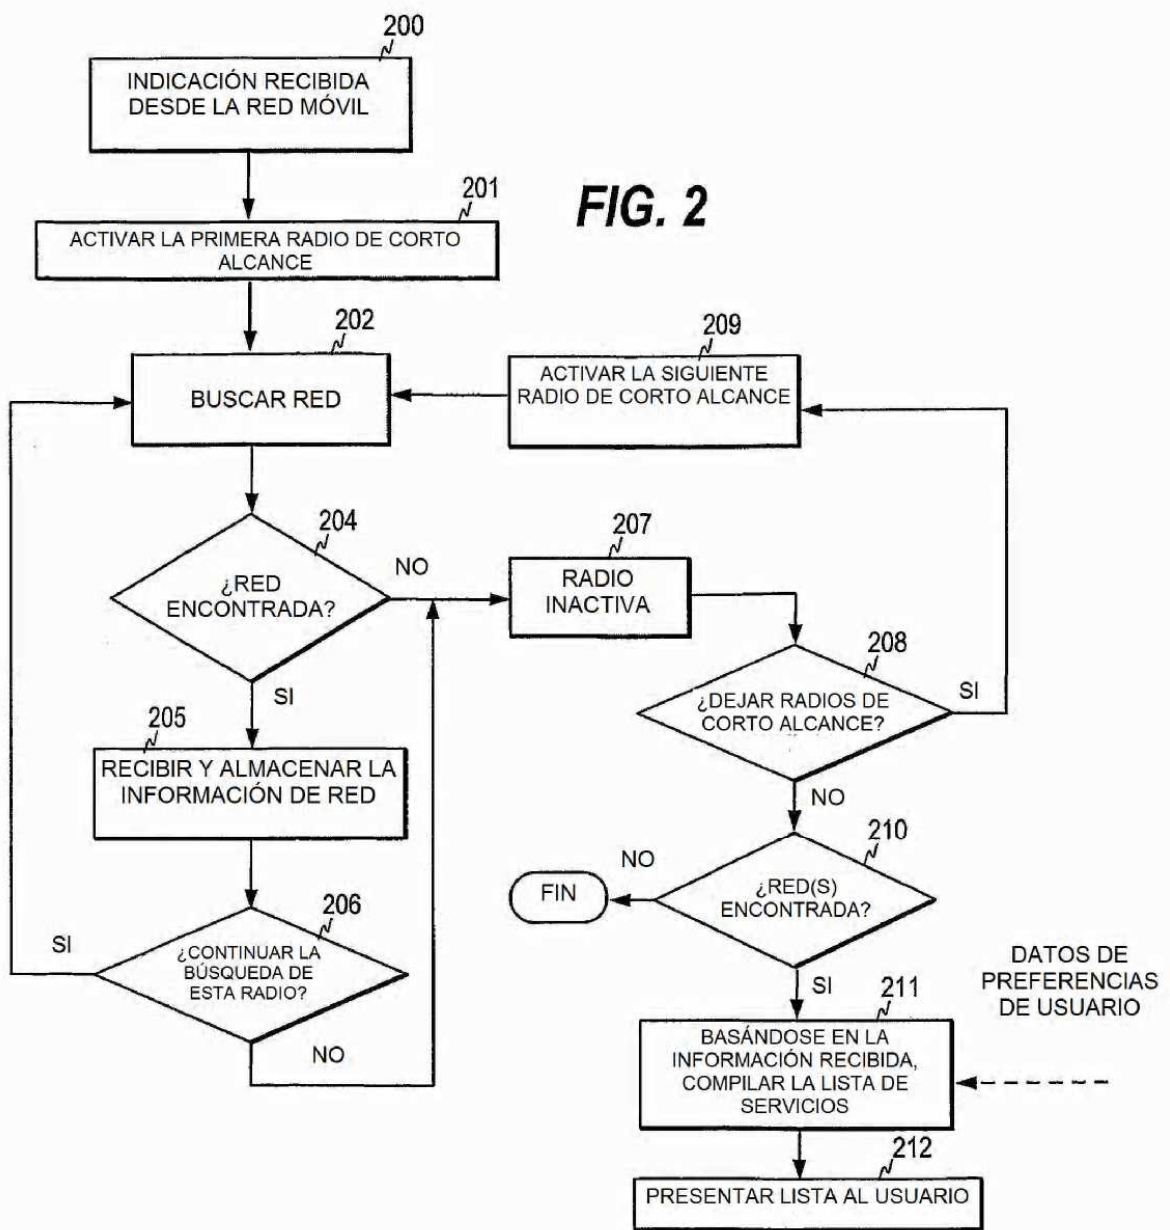 200
INDICACIÓN RECIBIDA
DESDE LA RED MÓVIL
201
FIG. 2
ACTIVAR LA PRIMERA RADIO DE CORTO
ALCANCE
202
209
BUSCAR RED
ACTIVAR LA SIGUIENTE
RADIO DE CORTO ALCANCE
204
¿RED
ENCONTRADA?
NO
207
RADIO
INACTIVA
SI
208
¿DEJAR RADIOS DE
CORTO ALCANCE?
SI
205
RECIBIR Y ALMACENAR LA
INFORMACIÓN DE RED
NO
210
¿RED(S)
ENCONTRADA?
NO
FIN
206
¿CONTINUAR LA
BÚSQUEDA DE
ESTA RADIO?
SI
NO
SI
DATOS DE
PREFERENCIAS
DE USUARIO
211
BASÁNDOSE EN LA
INFORMACIÓN RECIBIDA,
COMPILAR LA LISTA DE
SERVICIOS
212
PRESENTAR LISTA AL USUARIO